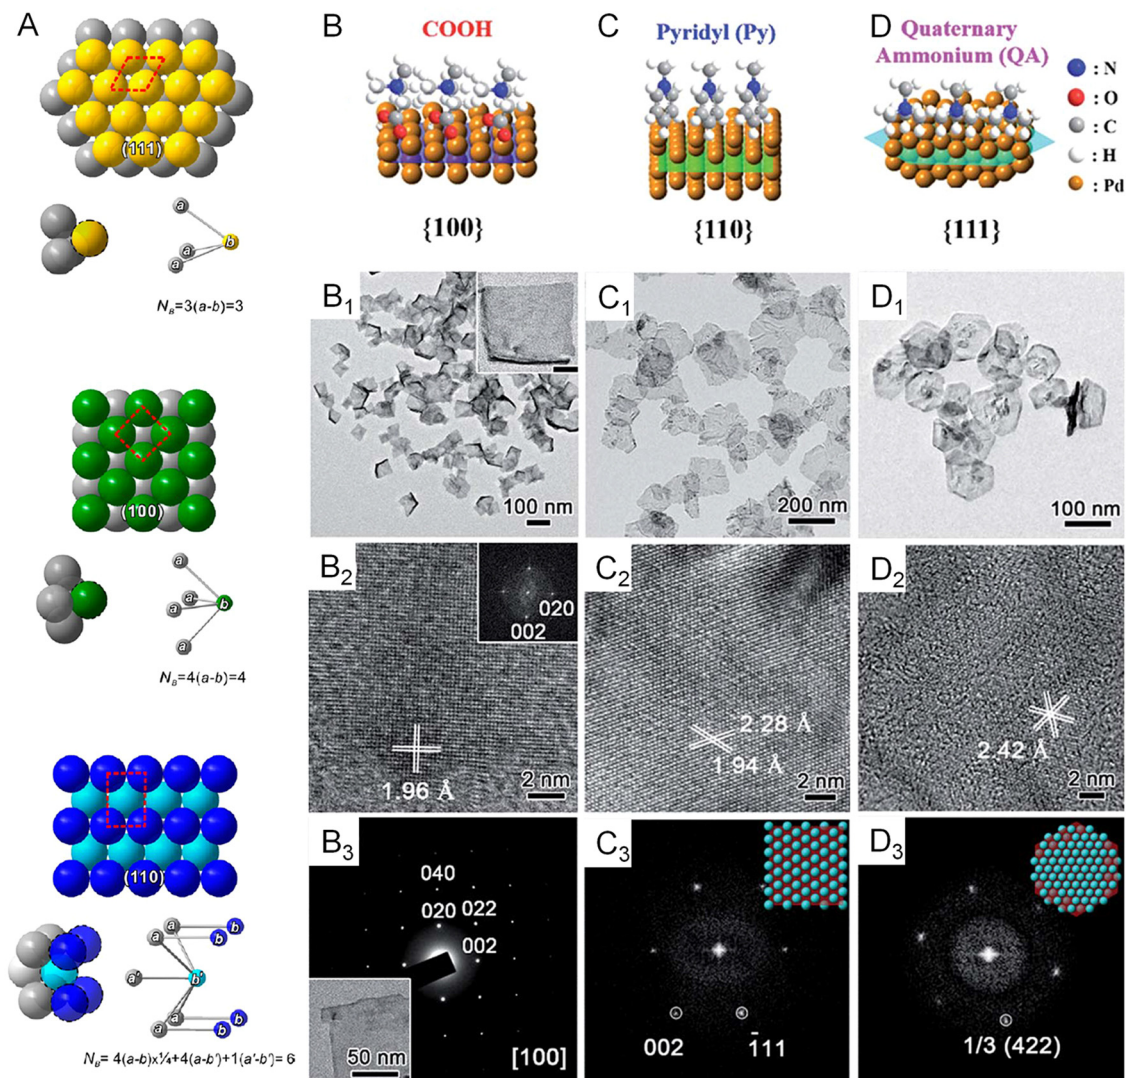 A
(111)
a
a
a
b
N_B=3(a-b)=3
(100)
a
a
a
a
b
N_B=4(a-b)=4
(110)
a
a
a'
a
a
b
b
b'
b
b
N_B= 4(a-b)x¼+4(a-b')+1(a'-b')= 6
B
COOH
{100}
C
Pyridyl (Py)
{110}
D
Quaternary
Ammonium (QA)
: N
: O
: C
: H
: Pd
{111}
B1
100 nm
C1
200 nm
D1
100 nm
B2
020
002
1.96 Å
2 nm
C2
2.28 Å
1.94 Å
2 nm
D2
2.42 Å
2 nm
B3
040
020 022
002
50 nm
[100]
C3
002
1̄11
D3
1/3 (422)